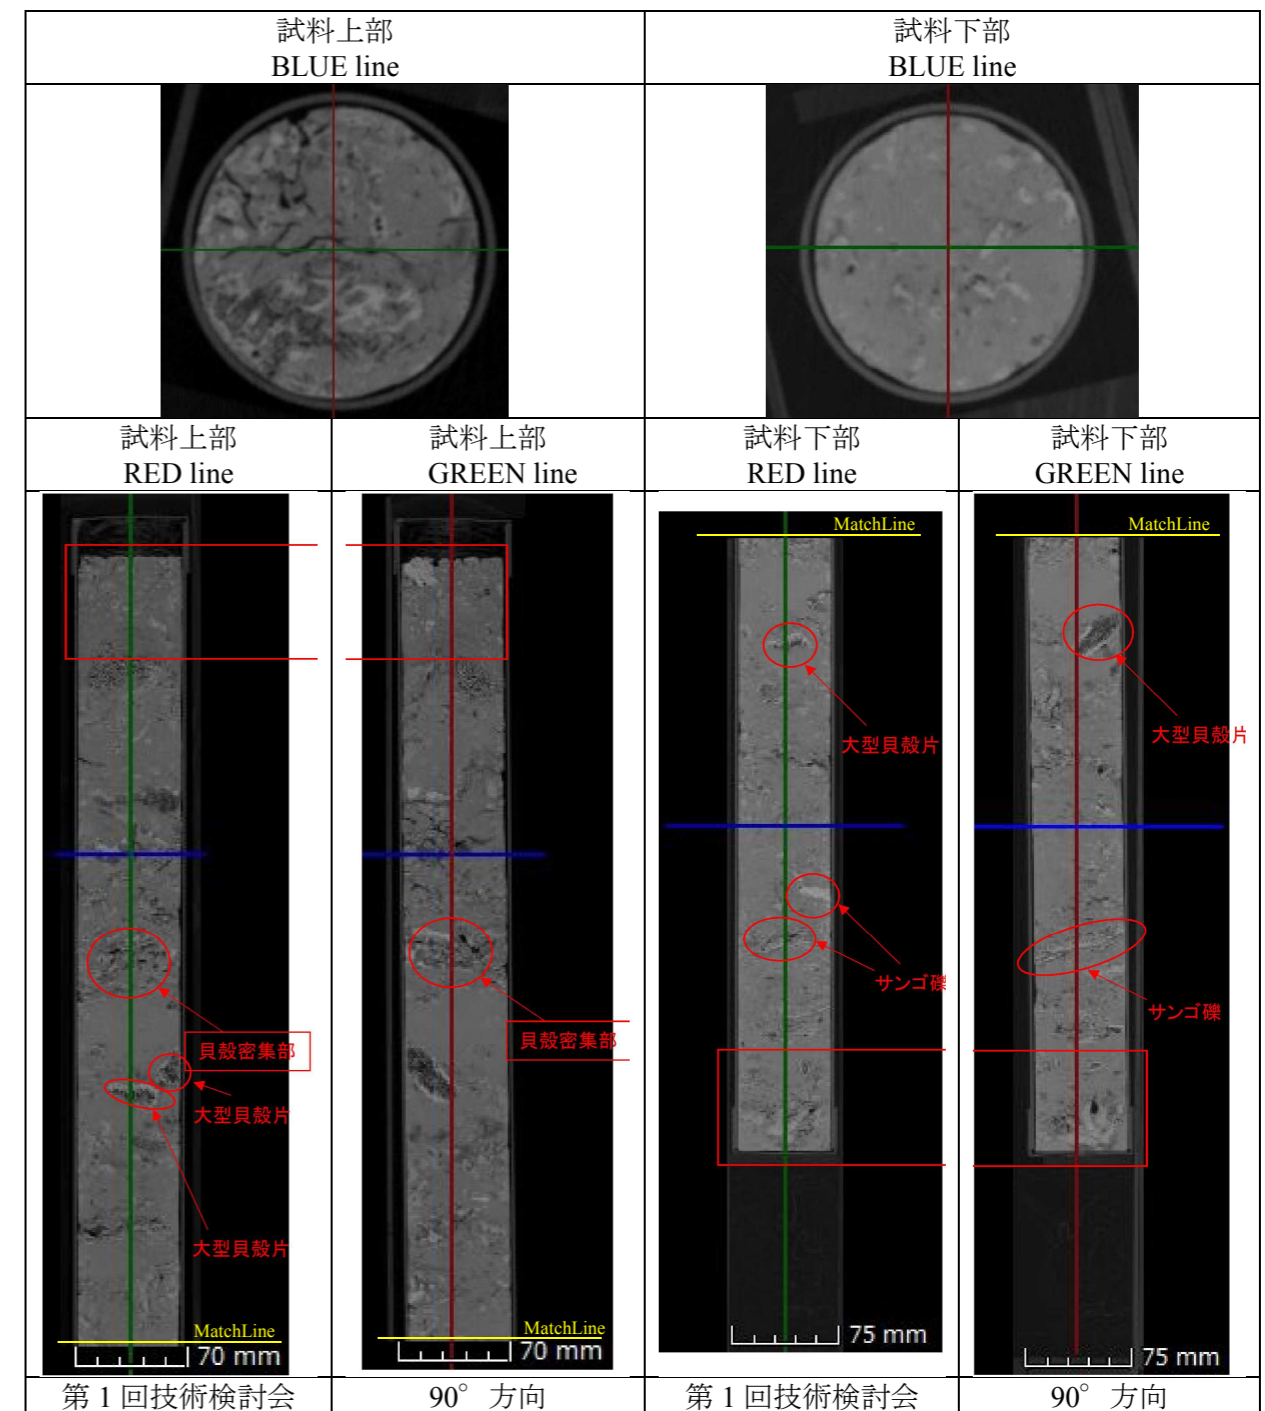 試料上部
BLUE line
試料下部
BLUE line
試料上部
RED line
試料上部
GREEN line
試料下部
RED line
試料下部
GREEN line
貝殻密集部
大型貝殻片
大型貝殻片
MatchLine
70 mm
貝殻密集部
MatchLine
70 mm
MatchLine
大型貝殻片
サンゴ礫
75 mm
MatchLine
大型貝殻片
サンゴ礫
75 mm
第1回技術検討会
90°方向
第1回技術検討会
90°方向